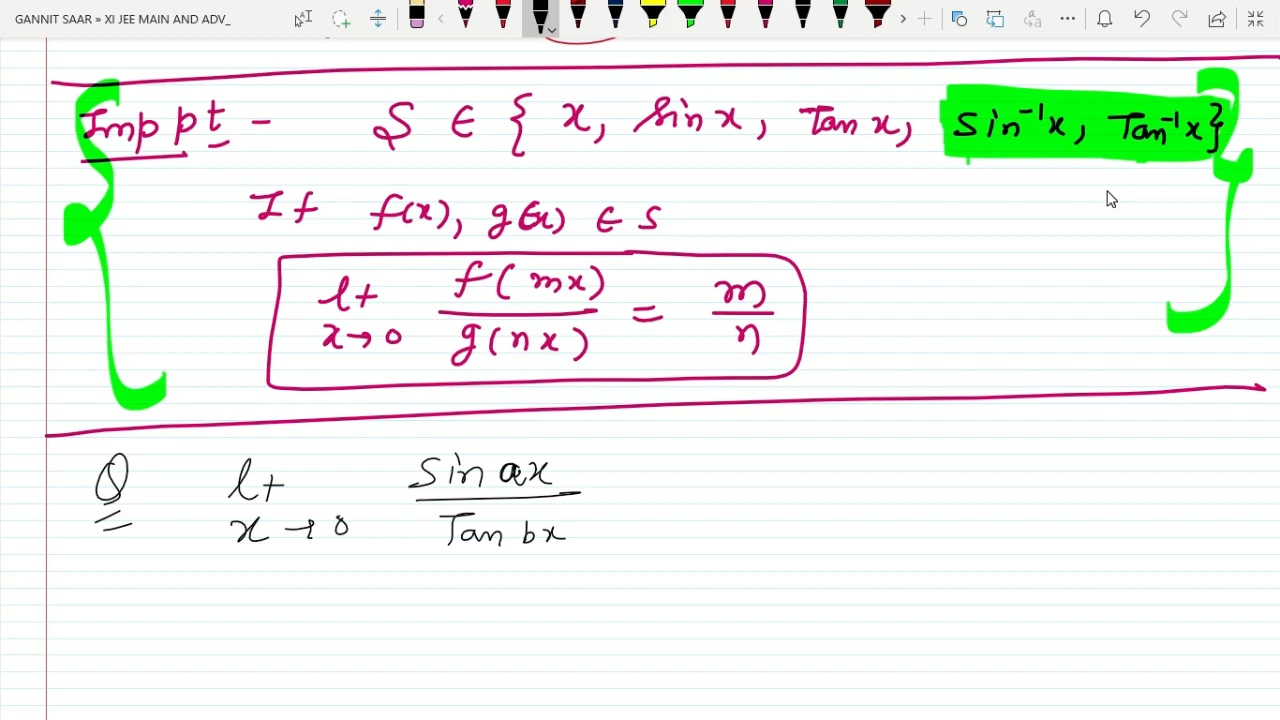 GANNIT SAAR » XI JEE MAIN AND ADV_
Imppt - S ∈ { x, sin x, Tan x, Sin⁻¹x, Tan⁻¹x}
If f(x), g(x) ∈ S
lt x→0 f(mx)/g(nx) = m/n
Q lt x→0 Sin ax/Tan bx